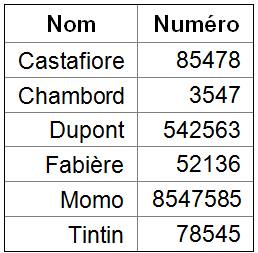 Nom Numéro
Castafiore 85478
Chambord 3547
Dupont 542563
Fabière 52136
Momo 8547585
Tintin 78545